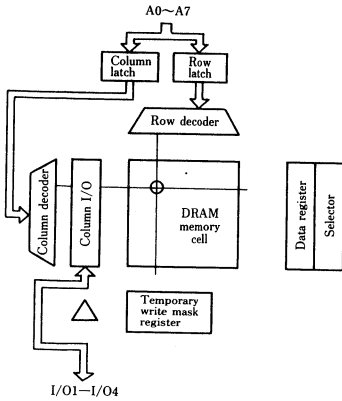 A0～A7
Column
latch
Row
latch
Row decoder
Column decoder
Column I/O
DRAM
memory
cell
Data register
Selector
Temporary
write mask
register
I/O1—I/O4